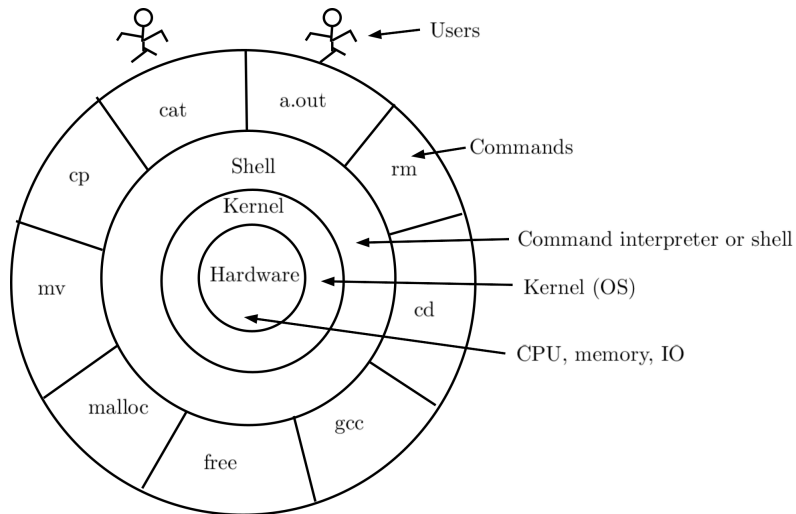 Users
cat
a.out
Commands
Shell
rm
cp
Kernel
Command interpreter or shell
Hardware
Kernel (OS)
mv
cd
CPU, memory, IO
malloc
gcc
free